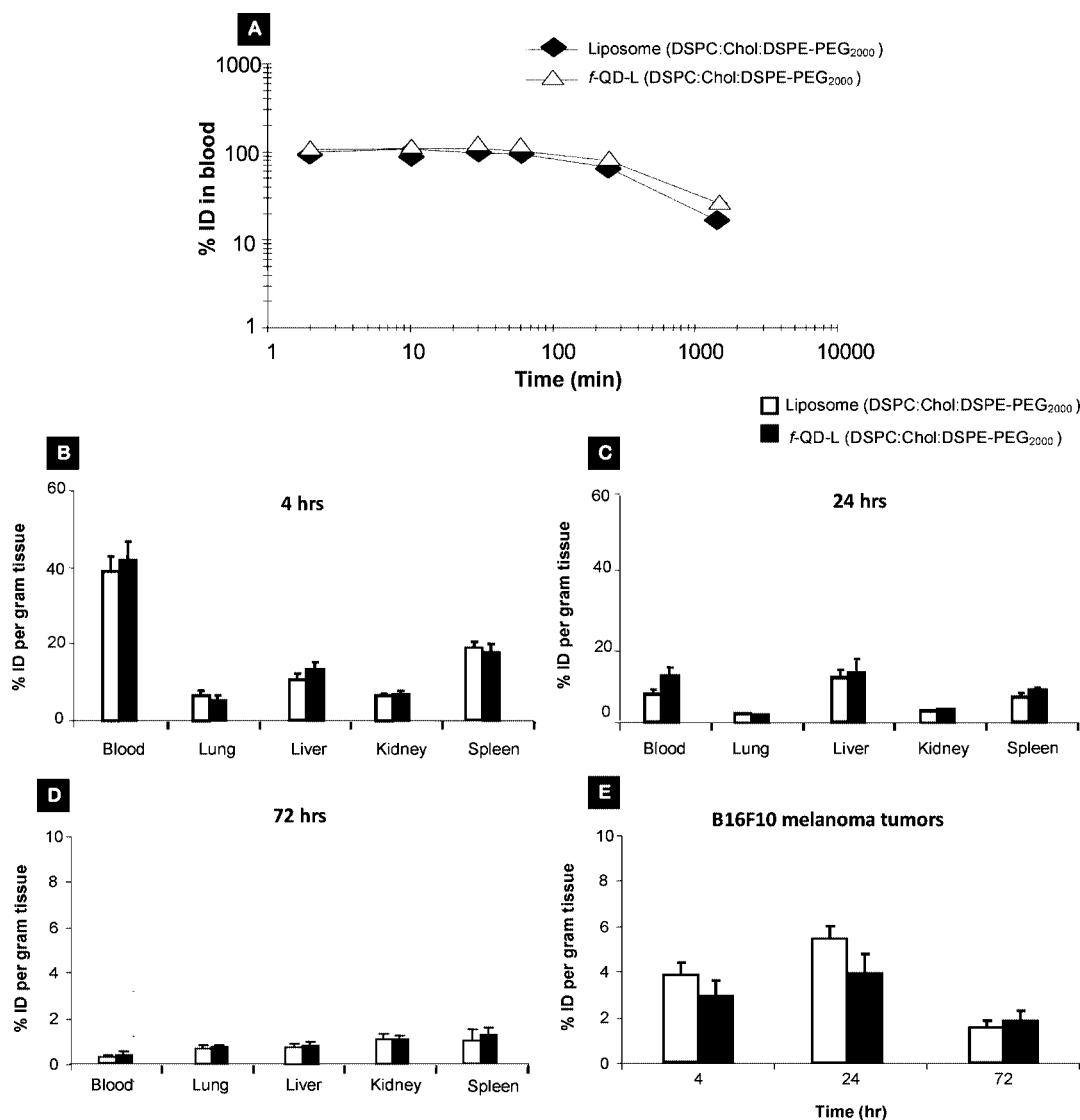 A
Liposome (DSPC:Chol:DSPE-PEG2000)
f-QD-L (DSPC:Chol:DSPE-PEG2000)
1000
100
10
1
% ID in blood
1 10 100 1000 10000
Time (min)
Liposome (DSPC:Chol:DSPE-PEG2000)
f-QD-L (DSPC:Chol:DSPE-PEG2000)
B
4 hrs
60
40
20
0
% ID per gram tissue
Blood Lung Liver Kidney Spleen
C
24 hrs
60
40
20
0
% ID per gram tissue
Blood Lung Liver Kidney Spleen
D
72 hrs
10
8
6
4
2
0
% ID per gram tissue
Blood Lung Liver Kidney Spleen
E
B16F10 melanoma tumors
10
8
6
4
2
0
% ID per gram tissue
4 24 72
Time (hr)